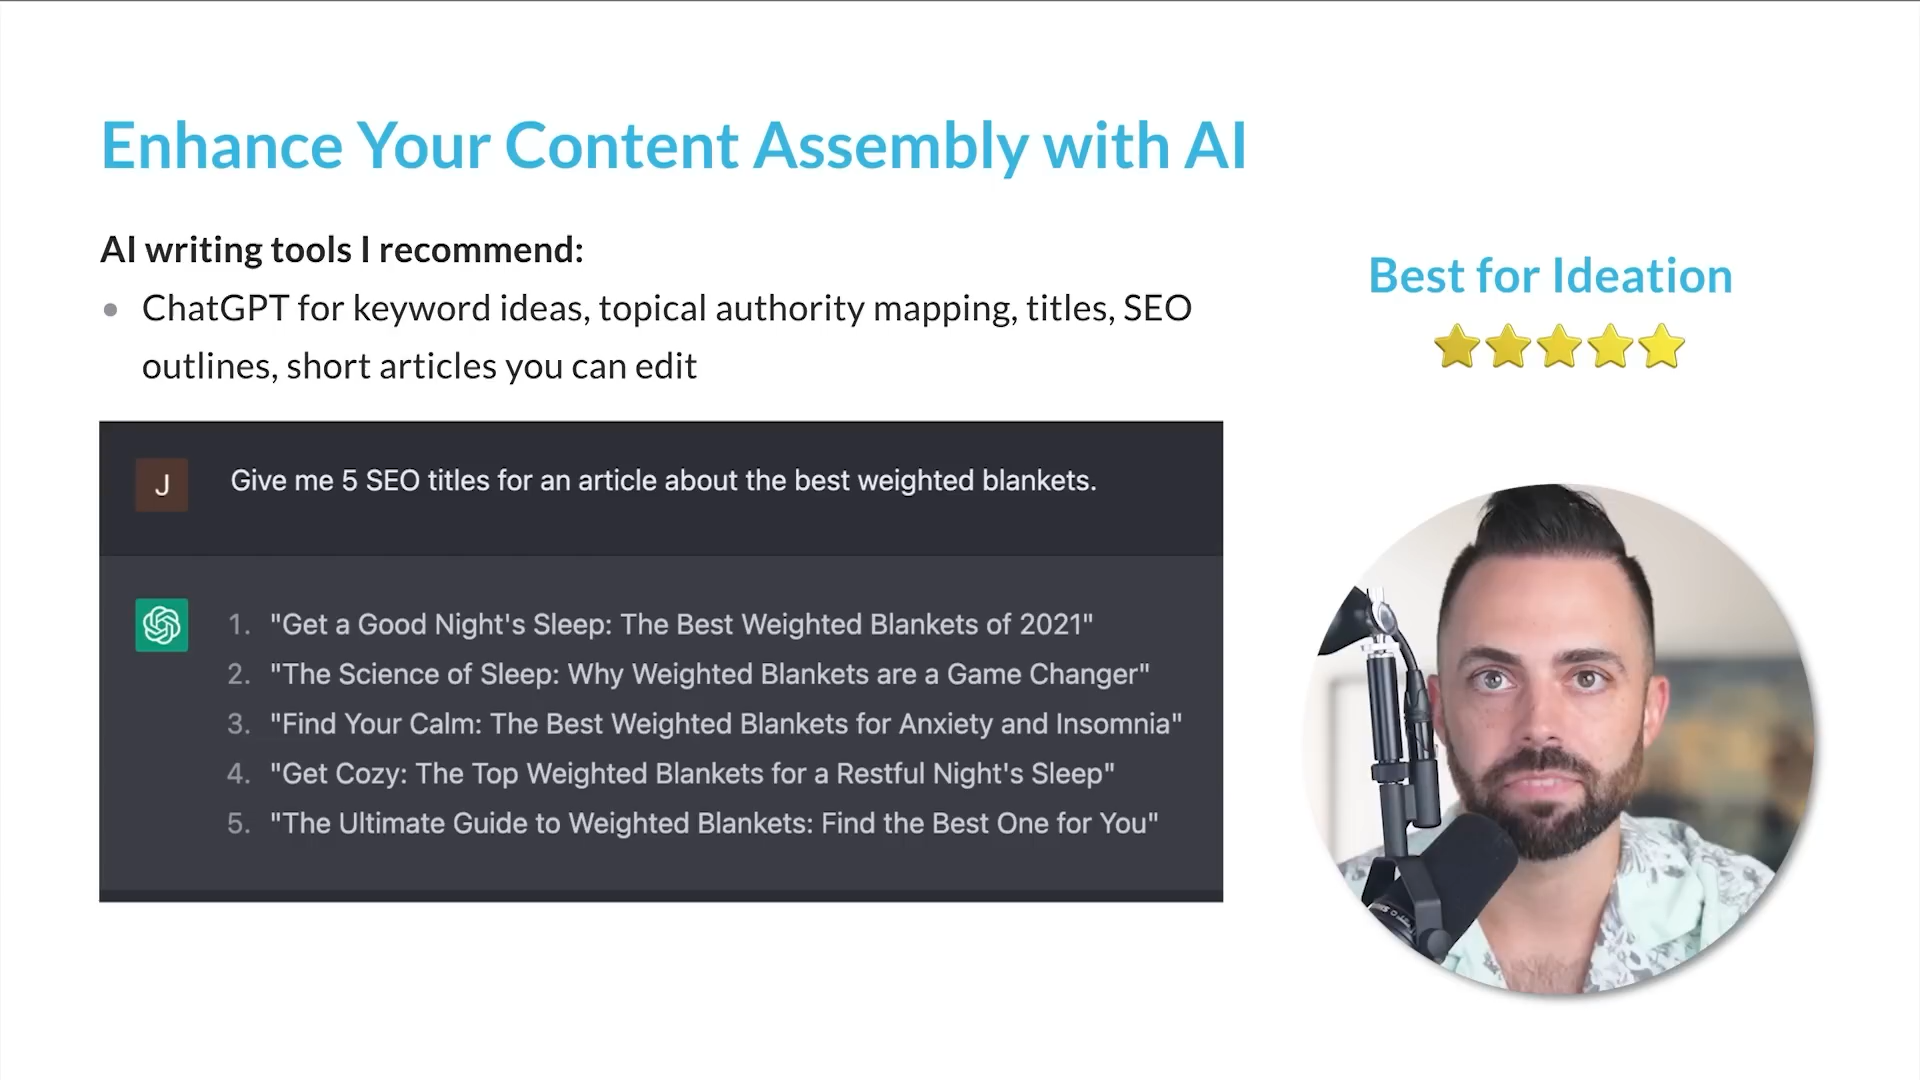 Enhance Your Content Assembly with AI
AI writing tools I recommend:
• ChatGPT for keyword ideas, topical authority mapping, titles, SEO
outlines, short articles you can edit
Best for Ideation
J
Give me 5 SEO titles for an article about the best weighted blankets.
1. "Get a Good Night's Sleep: The Best Weighted Blankets of 2021"
2. "The Science of Sleep: Why Weighted Blankets are a Game Changer"
3. "Find Your Calm: The Best Weighted Blankets for Anxiety and Insomnia"
4. "Get Cozy: The Top Weighted Blankets for a Restful Night's Sleep"
5. "The Ultimate Guide to Weighted Blankets: Find the Best One for You"